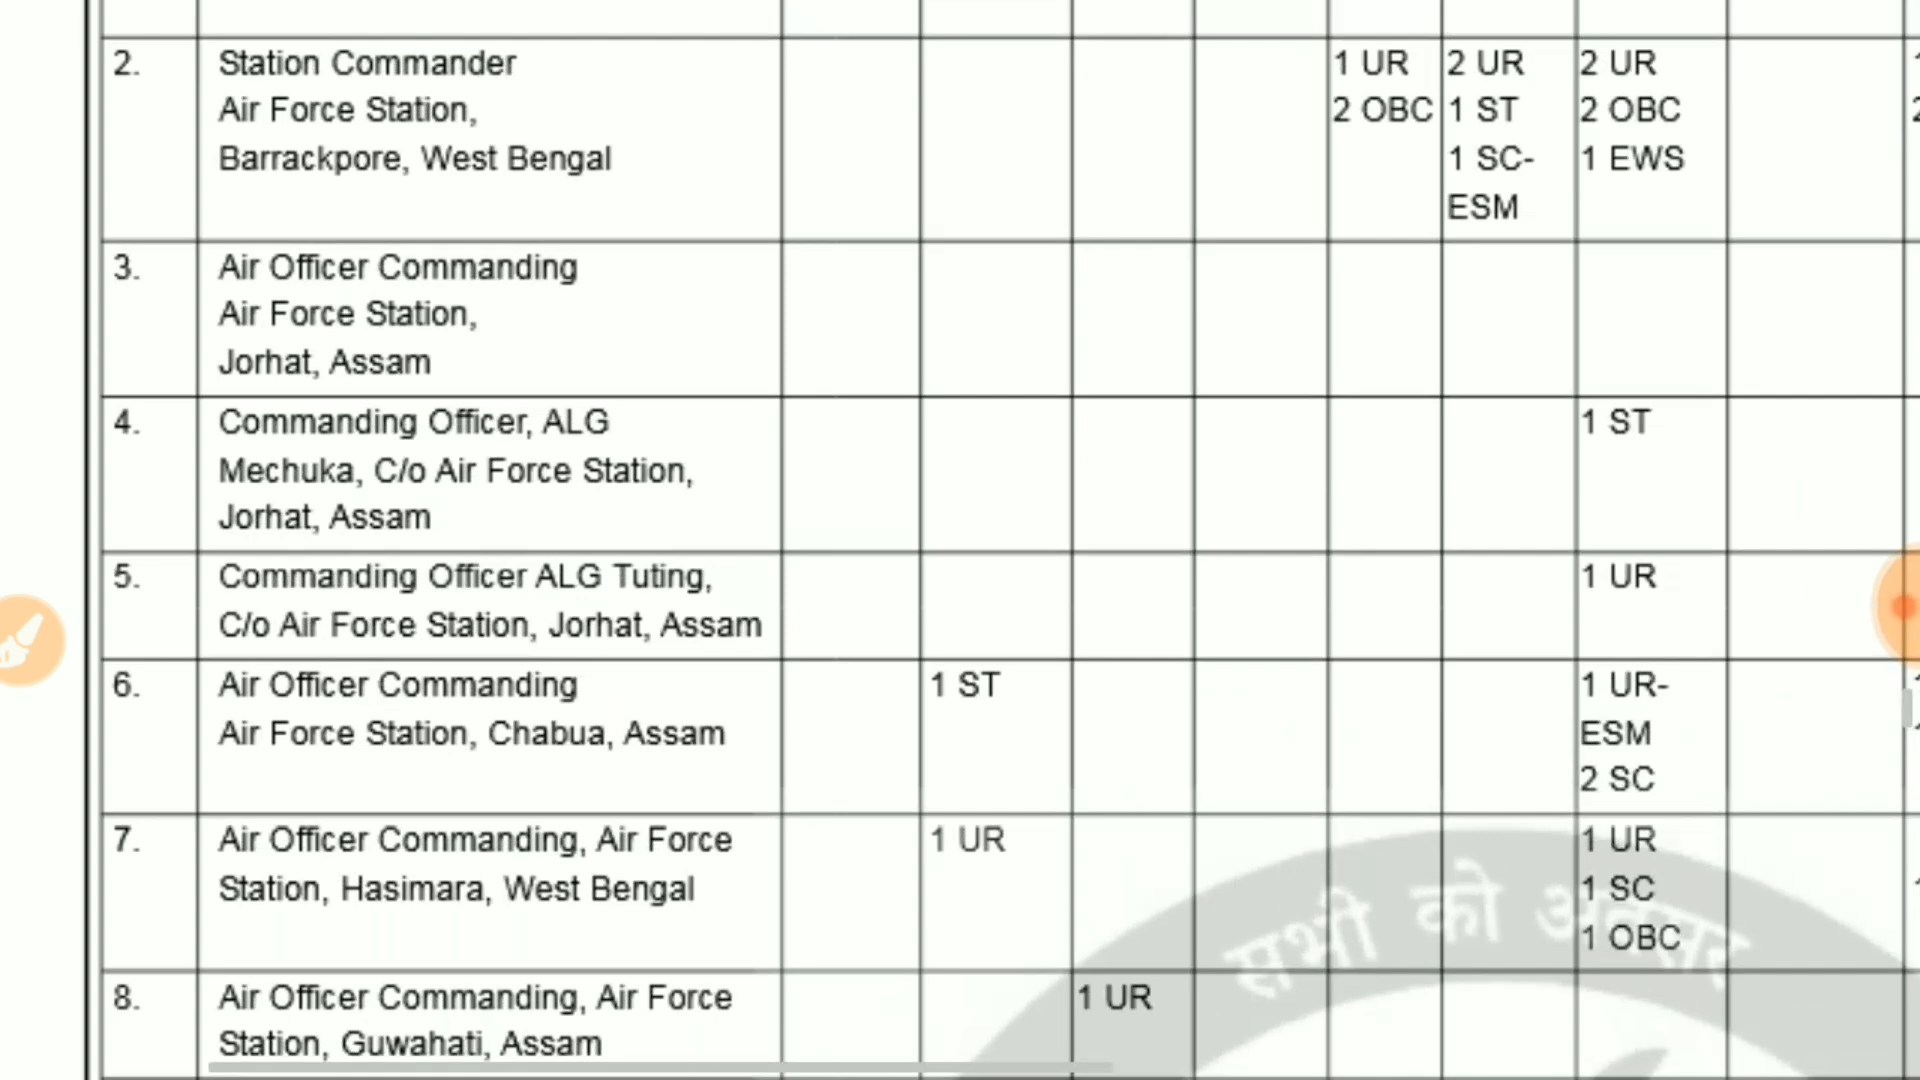 2.
Station Commander
Air Force Station,
Barrackpore, West Bengal
1 UR
2 OBC
2 UR
1 ST
1 SC-
ESM
2 UR
2 OBC
1 EWS
3.
Air Officer Commanding
Air Force Station,
Jorhat, Assam
4.
Commanding Officer, ALG
Mechuka, C/o Air Force Station,
Jorhat, Assam
1 ST
5.
Commanding Officer ALG Tuting,
C/o Air Force Station, Jorhat, Assam
1 UR
6.
Air Officer Commanding
Air Force Station, Chabua, Assam
1 ST
1 UR-
ESM
2 SC
7.
Air Officer Commanding, Air Force
Station, Hasimara, West Bengal
1 UR
1 UR
1 SC
1 OBC
8.
Air Officer Commanding, Air Force
Station, Guwahati, Assam
1 UR
सभी को अवसर